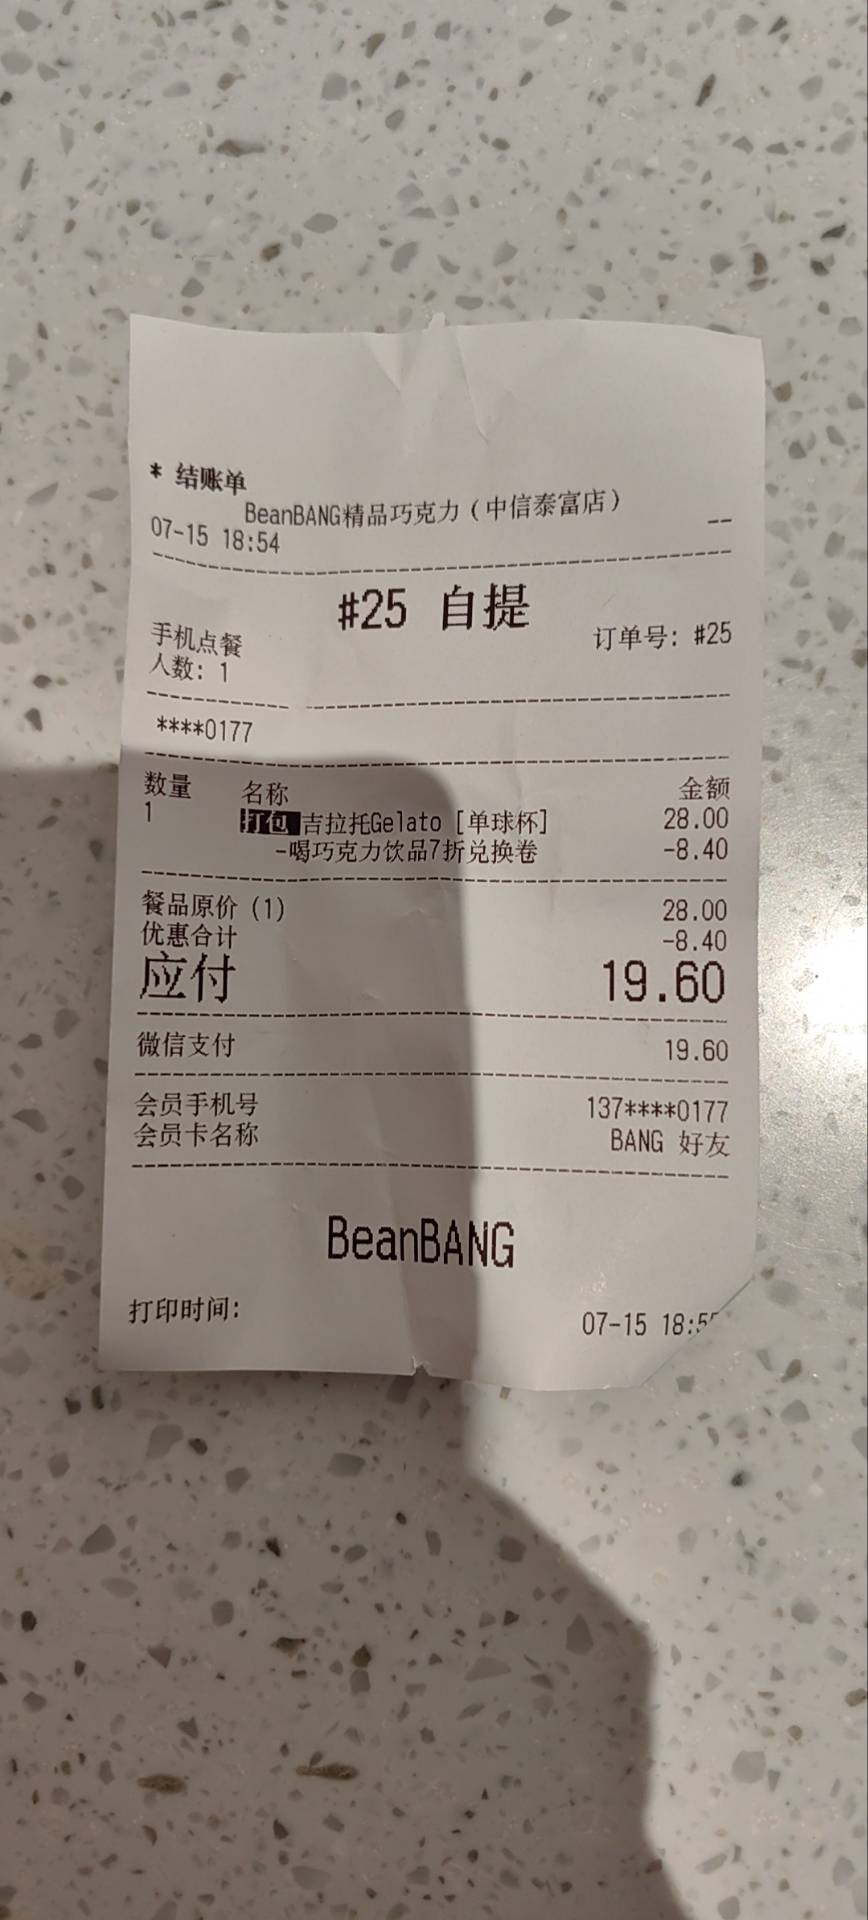 * 结账单
BeanBANG精品巧克力（中信泰富店）
07-15 18:54 --
#25 自提
手机点餐 订单号: #25
人数: 1
****0177
数量 名称 金额
1 打包 吉拉托Gelato [单球杯] 28.00
-喝巧克力饮品7折兑换卷 -8.40
餐品原价 (1) 28.00
优惠合计 -8.40
应付 19.60
微信支付 19.60
会员手机号 137****0177
会员卡名称 BANG 好友
BeanBANG
打印时间: 07-15